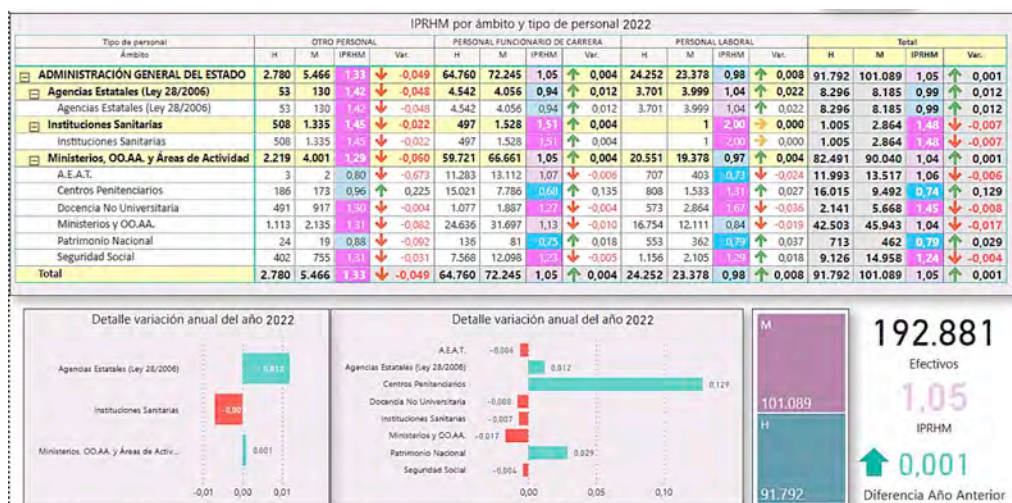 IPRHM por ámbito y tipo de personal 2022
Tipo de personal OTRO PERSONAL PERSONAL FUNCIONARIO DE CARRERA PERSONAL LABORAL Total
Ámbito H M IPRHM Var. H M IPRHM Var. H M IPRHM Var. H M IPRHM Var.
ADMINISTRACIÓN GENERAL DEL ESTADO 2.780 5.466 1,33 -0,049 64.760 72.245 1,05 0,004 24.252 23.378 0,98 0,008 91.792 101.089 1,05 0,001
Agencias Estatales (Ley 28/2006) 53 130 1,42 -0,048 4.542 4.056 0,94 0,012 3.701 3.999 1,04 0,022 8.296 8.185 0,99 0,012
Agencias Estatales (Ley 28/2006) 53 130 1,42 -0,048 4.542 4.056 0,94 0,012 3.701 3.999 1,04 0,022 8.296 8.185 0,99 0,012
Instituciones Sanitarias 508 1.335 1,45 -0,022 497 1.528 1,51 0,004 1 2,00 0,000 1.005 2.864 1,48 -0,007
Instituciones Sanitarias 508 1.335 1,45 -0,022 497 1.528 1,51 0,004 1 2,00 0,000 1.005 2.864 1,48 -0,007
Ministerios, OO.AA. y Áreas de Actividad 2.219 4.001 1,29 -0,060 59.721 66.661 1,05 0,004 20.551 19.378 0,97 0,004 82.491 90.040 1,04 0,001
A.E.A.T. 3 2 0,80 -0,673 11.283 13.112 1,07 -0,006 707 403 0,73 -0,024 11.993 13.517 1,06 -0,006
Centros Penitenciarios 186 173 0,96 0,225 15.021 7.786 0,68 0,135 808 1.533 1,31 0,027 16.015 9.492 0,74 0,129
Docencia No Universitaria 491 917 1,30 -0,004 1.077 1.887 1,27 -0,004 573 2.864 1,67 -0,036 2.141 5.668 1,45 -0,008
Ministerios y OO.AA. 1.113 2.135 1,31 -0,082 24.636 31.697 1,13 -0,010 16.754 12.111 0,84 -0,019 42.503 45.943 1,04 -0,017
Patrimonio Nacional 24 19 0,88 -0,092 136 81 0,75 0,018 553 362 0,79 0,037 713 462 0,79 0,029
Seguridad Social 402 755 1,31 -0,031 7.568 12.098 1,23 -0,005 1.156 2.105 1,29 0,018 9.126 14.958 1,24 -0,004
Total 2.780 5.466 1,33 -0,049 64.760 72.245 1,05 0,004 24.252 23.378 0,98 0,008 91.792 101.089 1,05 0,001
Detalle variación anual del año 2022
Agencias Estatales (Ley 28/2006) 0,012
Instituciones Sanitarias -0,00
Ministerios, OO.AA. y Áreas de Activ... 0,001
-0,01 0,00 0,01
Detalle variación anual del año 2022
A.E.A.T. -0,006
Agencias Estatales (Ley 28/2006) 0,012
Centros Penitenciarios 0,129
Docencia No Universitaria -0,008
Instituciones Sanitarias -0,007
Ministerios y OO.AA. -0,017
Patrimonio Nacional 0,029
Seguridad Social -0,004
0,00 0,05 0,10
M
101.089
H
91.792
192.881
Efectivos
1,05
IPRHM
0,001
Diferencia Año Anterior